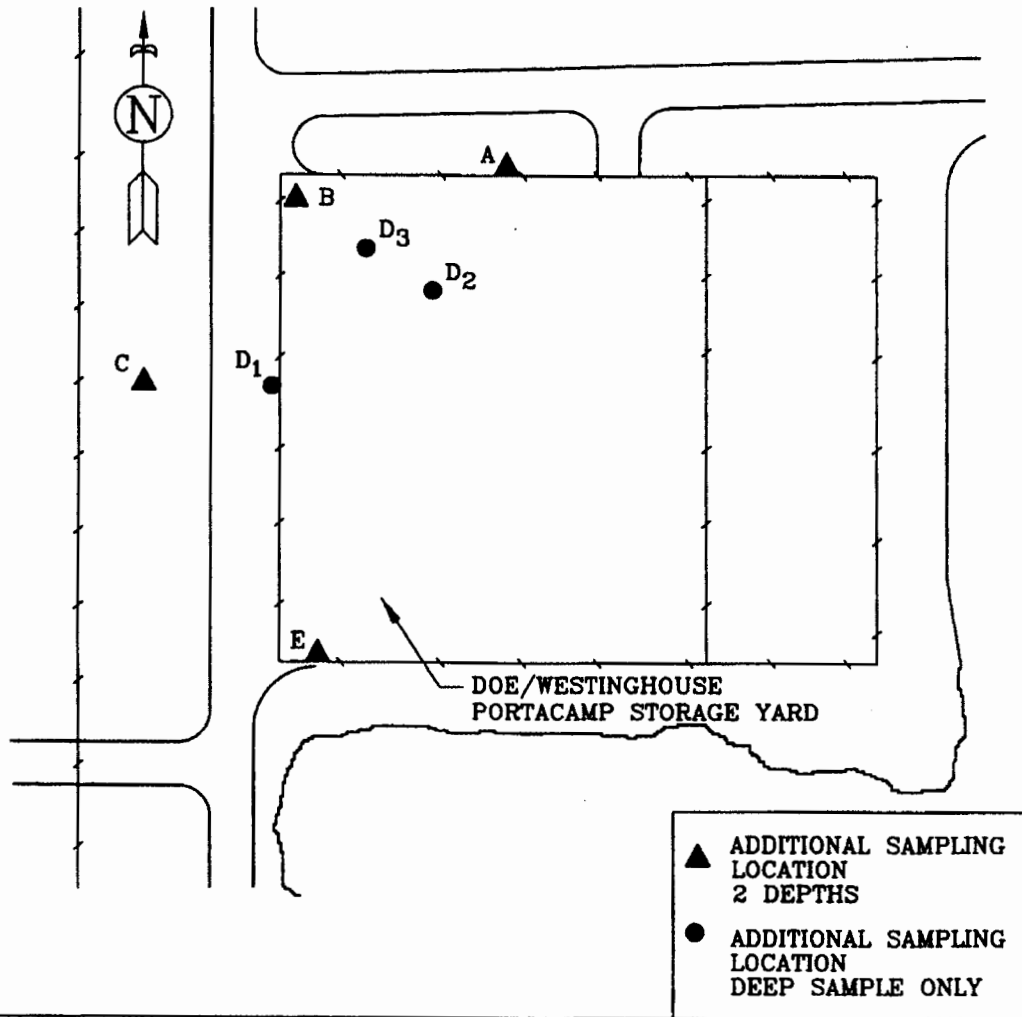 N
A
B
D3
D2
C
D1
E
DOE/WESTINGHOUSE
PORTACAMP STORAGE YARD
ADDITIONAL SAMPLING
LOCATION
2 DEPTHS
ADDITIONAL SAMPLING
LOCATION
DEEP SAMPLE ONLY